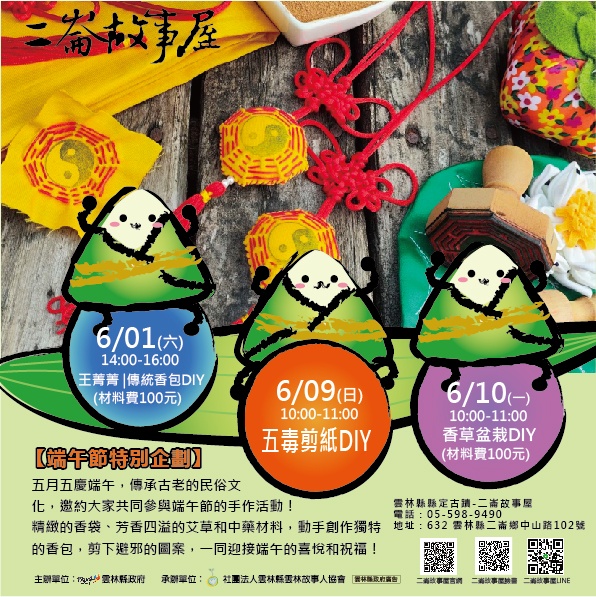 二崙故事屋
6/01(六)
14:00-16:00
王菁菁|傳統香包DIY
(材料費100元)
6/09(日)
10:00-11:00
五毒剪紙DIY
6/10(一)
10:00-11:00
香草盆栽DIY
(材料費100元)
【端午節特別企劃】
五月五慶端午，傳承古老的民俗文
化，邀約大家共同參與端午節的手作活動！
精緻的香袋、芳香四溢的艾草和中藥材料，動手創作獨特
的香包，剪下避邪的圖案，一同迎接端午的喜悅和祝福！
雲林縣縣定古蹟-二崙故事屋
電話：05-598-9490
地址：632 雲林縣二崙鄉中山路102號
主辦單位：雲林縣政府 承辦單位：社團法人雲林縣雲林故事人協會 雲林縣政府廣告
二崙故事屋官網 二崙故事屋臉書 二崙故事屋LINE